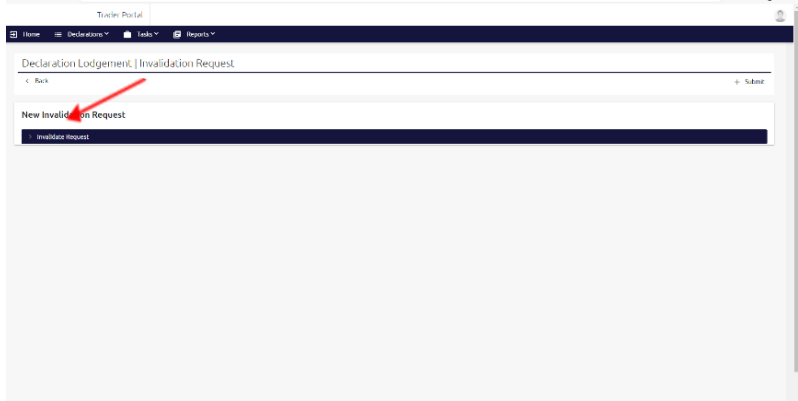 Trader Portal
Home Declarations Tasks Reports
Declaration Lodgement | Invalidation Request
< Back + Submit
New Invalidation Request
> Invalidate Request